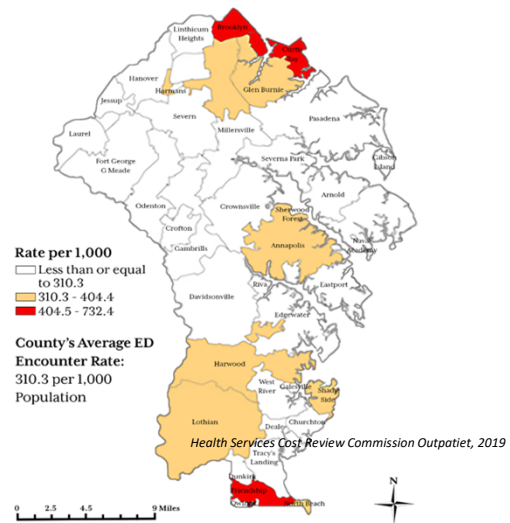 Brooklyn
Linthicum
Heights
Curtis
Bay
Hanover
Harmans
Glen Burnie
Jessup
Severn
Pasadena
Millersville
Laurel
Fort George
G Meade
Severna Park
Gibson
Island
Arnold
Odenton
Crownsville
Sherwood
Forest
Crofton
Annapolis
Naval
Academy
Gambrills
Rate per 1,000
Less than or equal
to 310.3
310.3 - 404.4
404.5 - 732.4
Riva
Eastport
Davidsonville
Edgewater
County's Average ED
Encounter Rate:
310.3 per 1,000
Population
Harwood
West
River
Galesville
Shady
Side
Lothian
Deale
Churchton
Health Services Cost Review Commission Outpatiet, 2019
Tracy's
Landing
Dunkirk
Friendship
Owings
North Beach
N
0 2.5 4.5 9 Miles